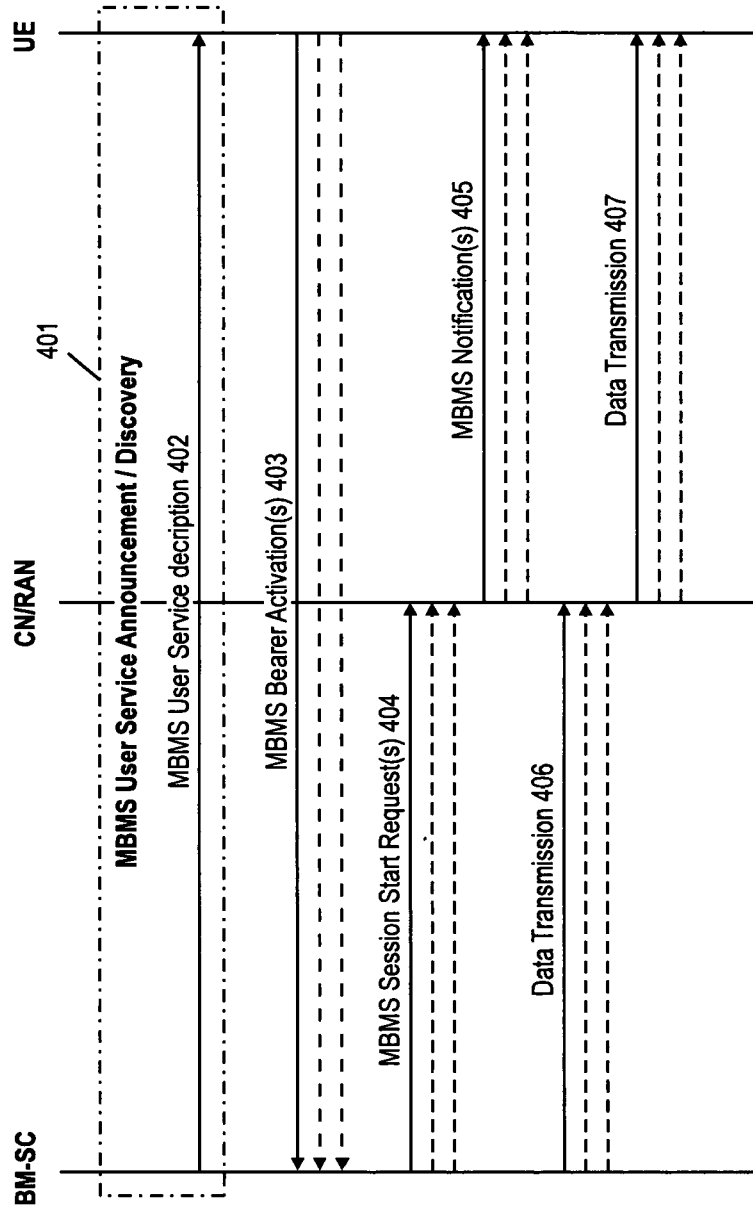 BM-SC
CN/RAN
UE
401
MBMS User Service Announcement / Discovery
MBMS User Service decription 402
MBMS Bearer Activation(s) 403
MBMS Session Start Request(s) 404
MBMS Notification(s) 405
Data Transmission 406
Data Transmission 407